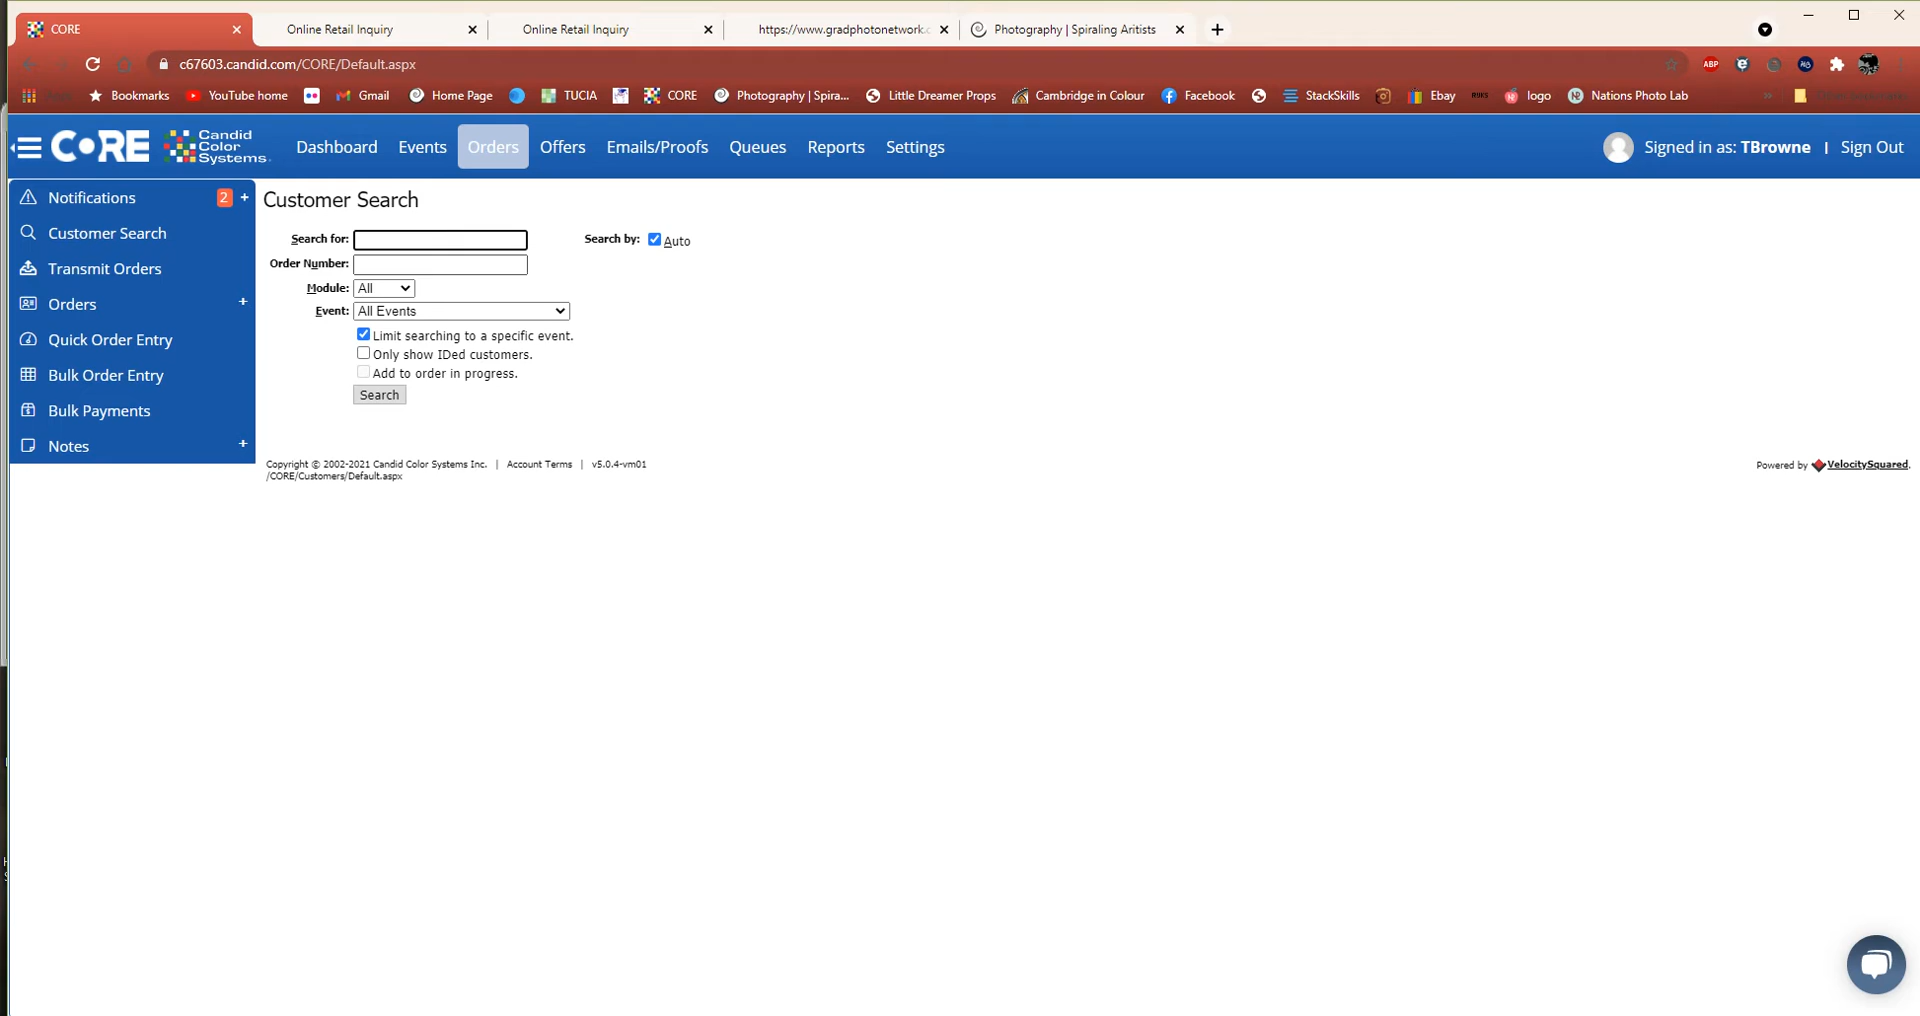 CORE
Online Retail Inquiry
Online Retail Inquiry
https://www.gradphotonetwork.c
Photography | Spiraling Aritists
c67603.candid.com/CORE/Default.aspx
ABP
Bookmarks YouTube home Gmail Home Page TUCIA CORE Photography | Spira... Little Dreamer Props Cambridge in Colour Facebook StackSkills Ebay logo Nations Photo Lab »
CORE Candid Color Systems Dashboard Events Orders Offers Emails/Proofs Queues Reports Settings Signed in as: TBrowne | Sign Out
Notifications 2 +
Customer Search
Transmit Orders
Orders +
Quick Order Entry
Bulk Order Entry
Bulk Payments
Notes +
Customer Search
Search for: Search by: Auto
Order Number:
Module: All
Event: All Events
Limit searching to a specific event.
Only show IDed customers.
Add to order in progress.
Search
Copyright © 2002-2021 Candid Color Systems Inc. | Account Terms | v5.0.4-vm01
/CORE/Customers/Default.aspx
Powered by VelocitySquared.